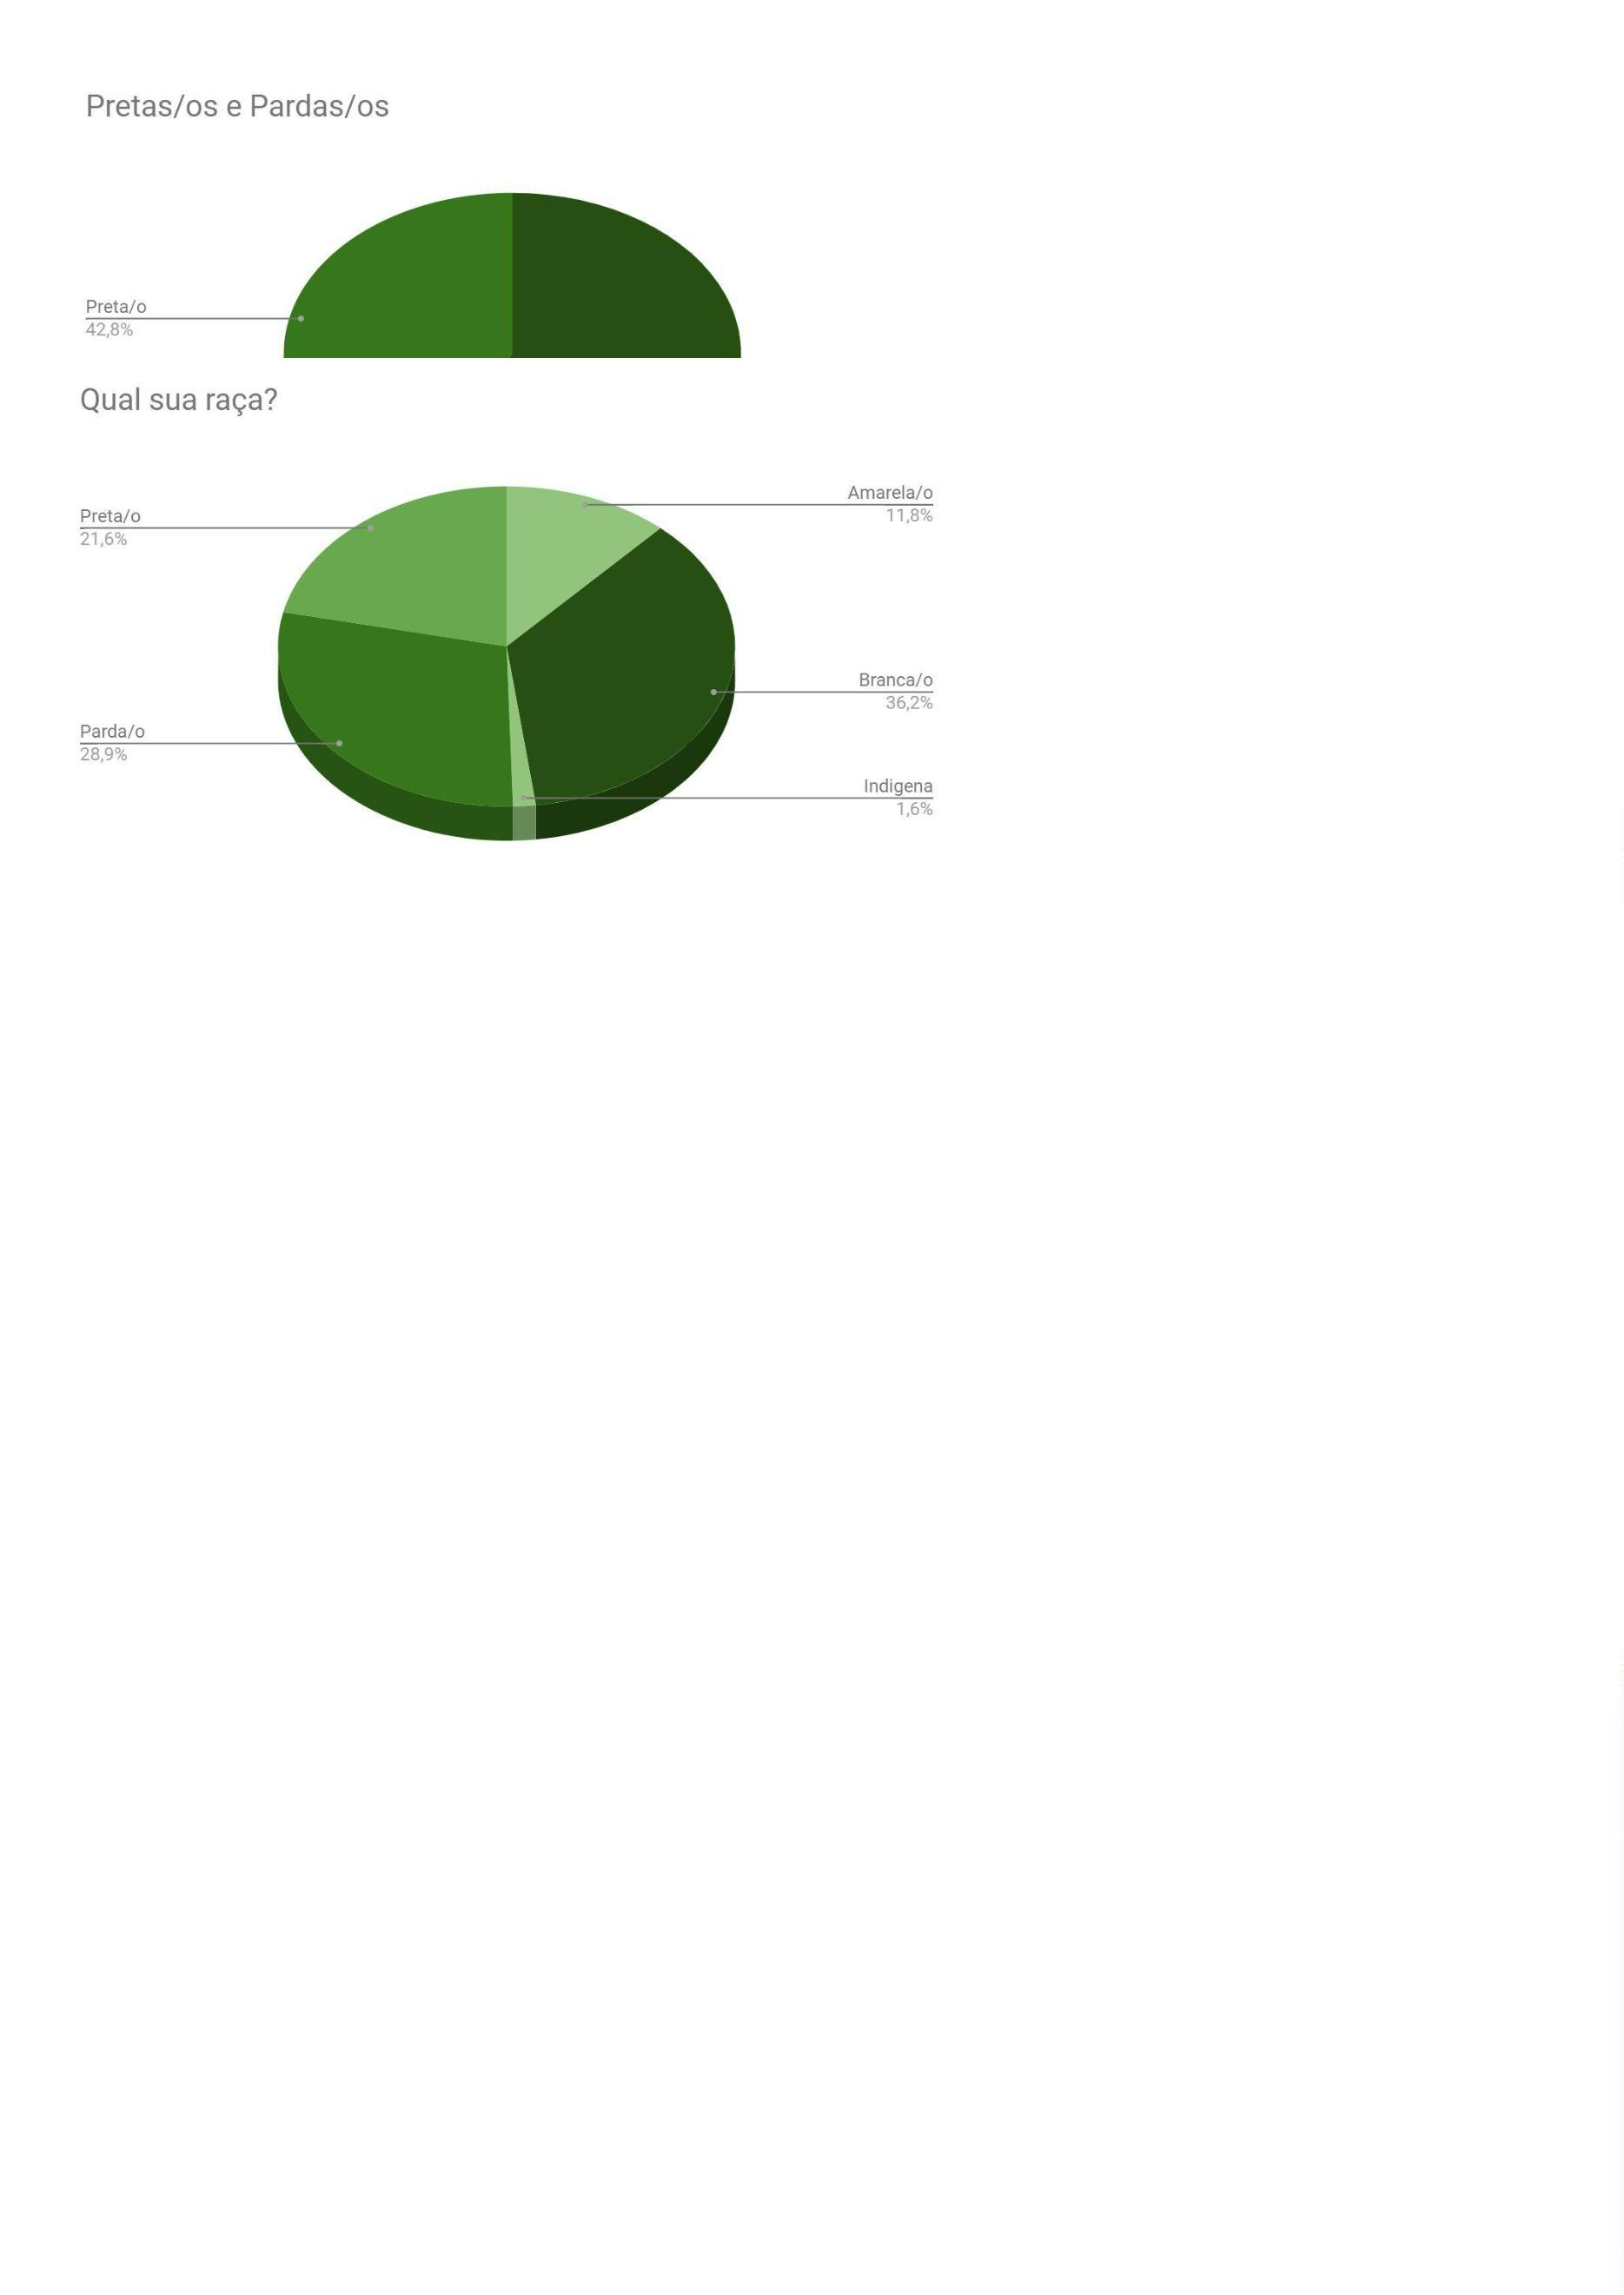 Pretas/os e Pardas/os
Preta/o
42,8%
Qual sua raça?
Amarela/o
11,8%
Preta/o
21,6%
Branca/o
36,2%
Parda/o
28,9%
Indigena
1,6%